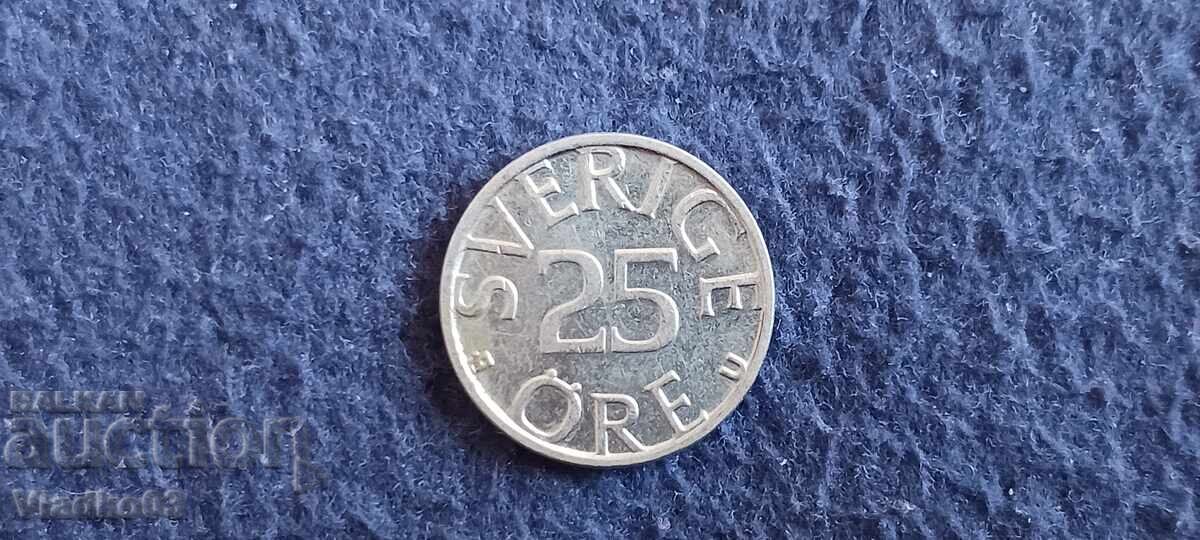 SVERIGE
25
ÖRE
U
BALKAN
auction
Vladko03